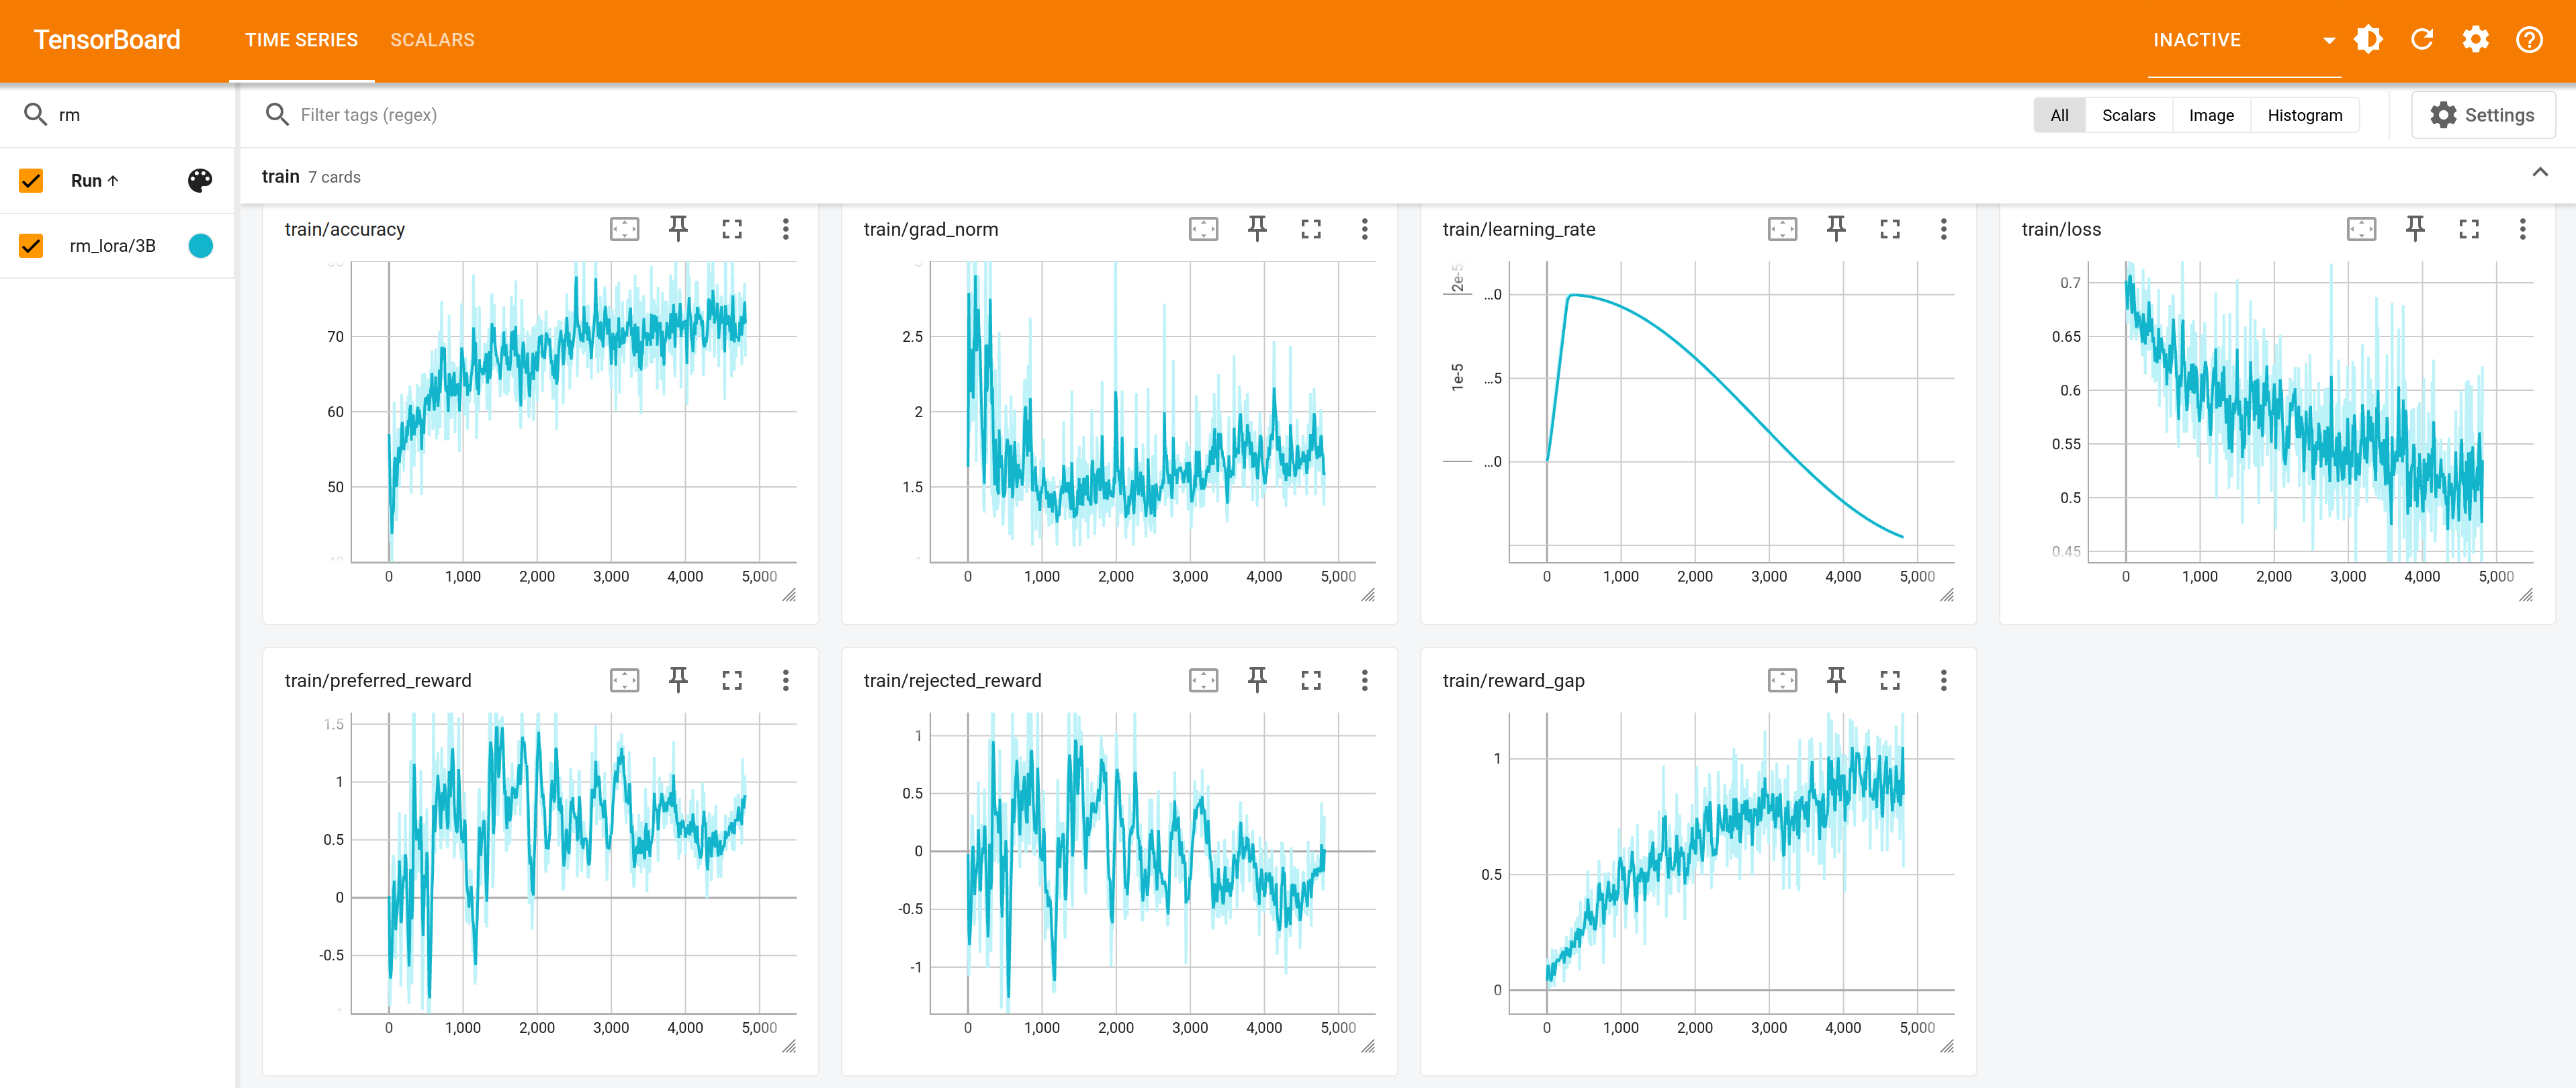 TensorBoard TIME SERIES SCALARS INACTIVE
rm Filter tags (regex) All Scalars Image Histogram Settings
Run train 7 cards
rm_lora/3B
train/accuracy
70
60
50
0 1,000 2,000 3,000 4,000 5,000
train/grad_norm
2.5
2
1.5
0 1,000 2,000 3,000 4,000 5,000
train/learning_rate
2e-5 ...0
1e-5 ...5
...0
0 1,000 2,000 3,000 4,000 5,000
train/loss
0.7
0.65
0.6
0.55
0.5
0.45
0 1,000 2,000 3,000 4,000 5,000
train/preferred_reward
1.5
1
0.5
0
-0.5
0 1,000 2,000 3,000 4,000 5,000
train/rejected_reward
1
0.5
0
-0.5
-1
0 1,000 2,000 3,000 4,000 5,000
train/reward_gap
1
0.5
0
0 1,000 2,000 3,000 4,000 5,000